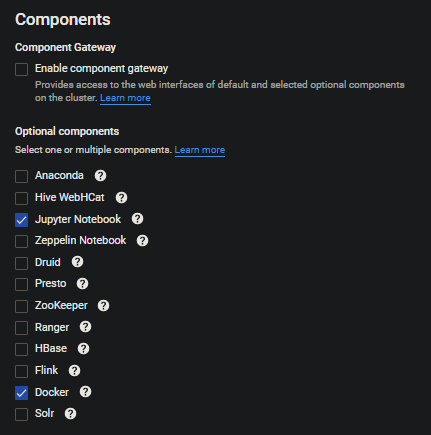 Components
Component Gateway
Enable component gateway
Provides access to the web interfaces of default and selected optional components
on the cluster. Learn more
Optional components
Select one or multiple components. Learn more
Anaconda ?
Hive WebHCat ?
Jupyter Notebook ?
Zeppelin Notebook ?
Druid ?
Presto ?
ZooKeeper ?
Ranger ?
HBase ?
Flink ?
Docker ?
Solr ?